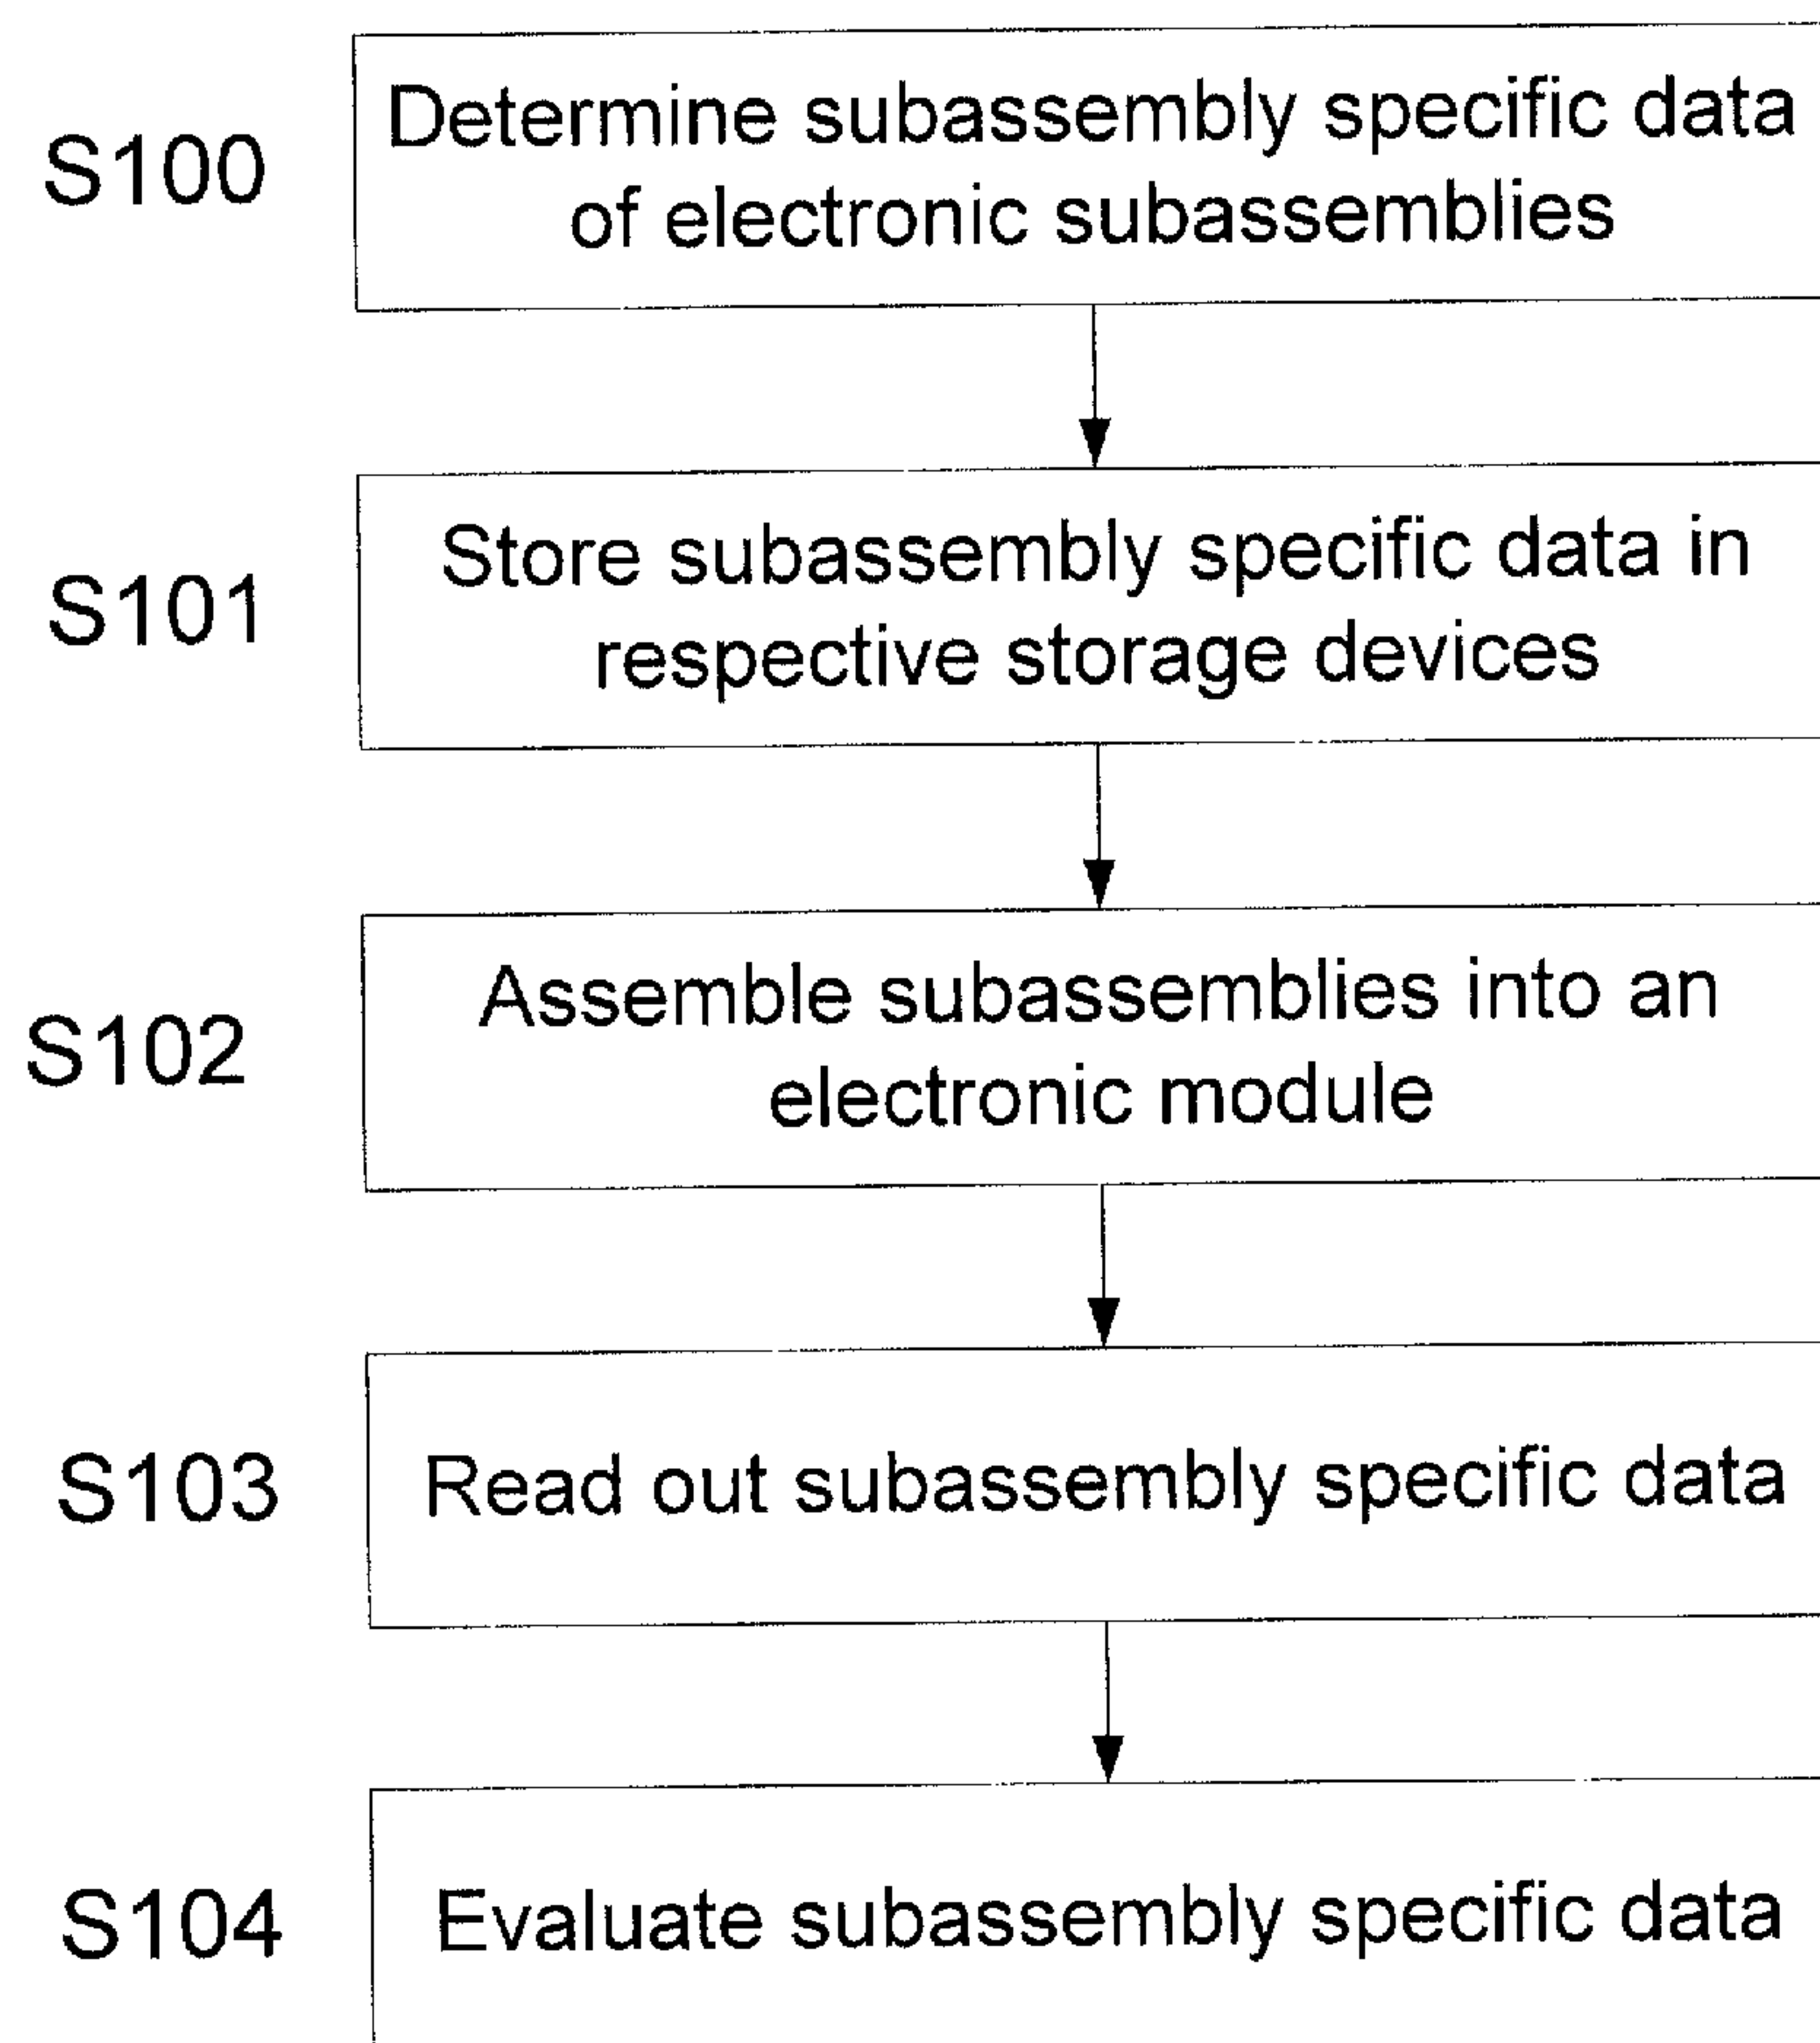 S100
Determine subassembly specific data
of electronic subassemblies
S101
Store subassembly specific data in
respective storage devices
S102
Assemble subassemblies into an
electronic module
S103
Read out subassembly specific data
S104
Evaluate subassembly specific data